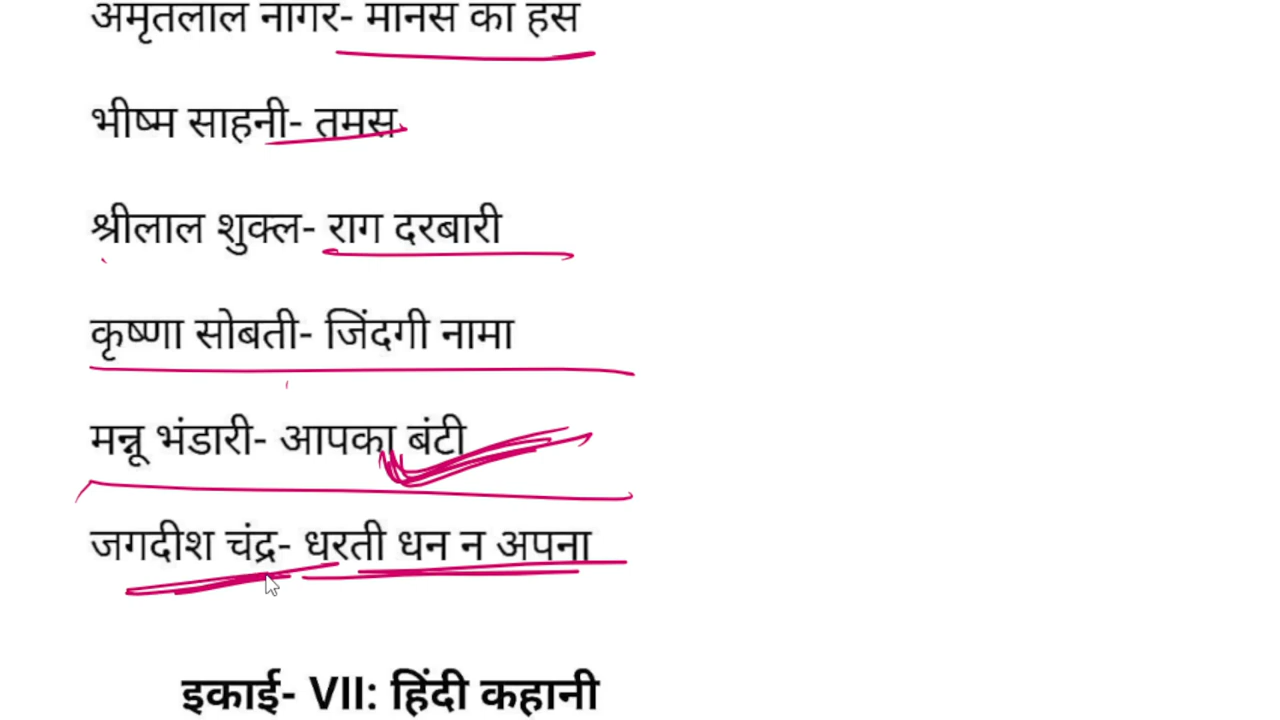 अमृतलाल नागर- मानस का हंस
भीष्म साहनी- तमस
श्रीलाल शुक्ल- राग दरबारी
कृष्णा सोबती- जिंदगी नामा
मन्नू भंडारी- आपका बंटी
जगदीश चंद्र- धरती धन न अपना
इकाई- VII: हिंदी कहानी